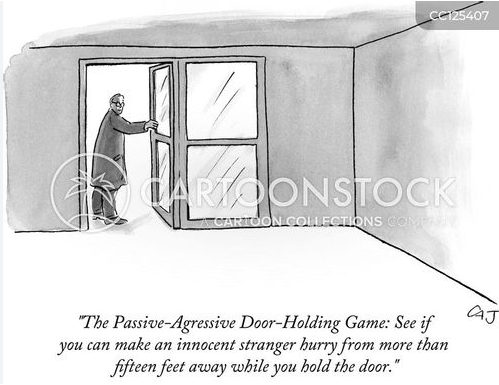 CC125407
CARTOONSTOCK
A CARTOON COLLECTIONS COMPANY
CAJ
"The Passive-Agressive Door-Holding Game: See if
you can make an innocent stranger hurry from more than
fifteen feet away while you hold the door."